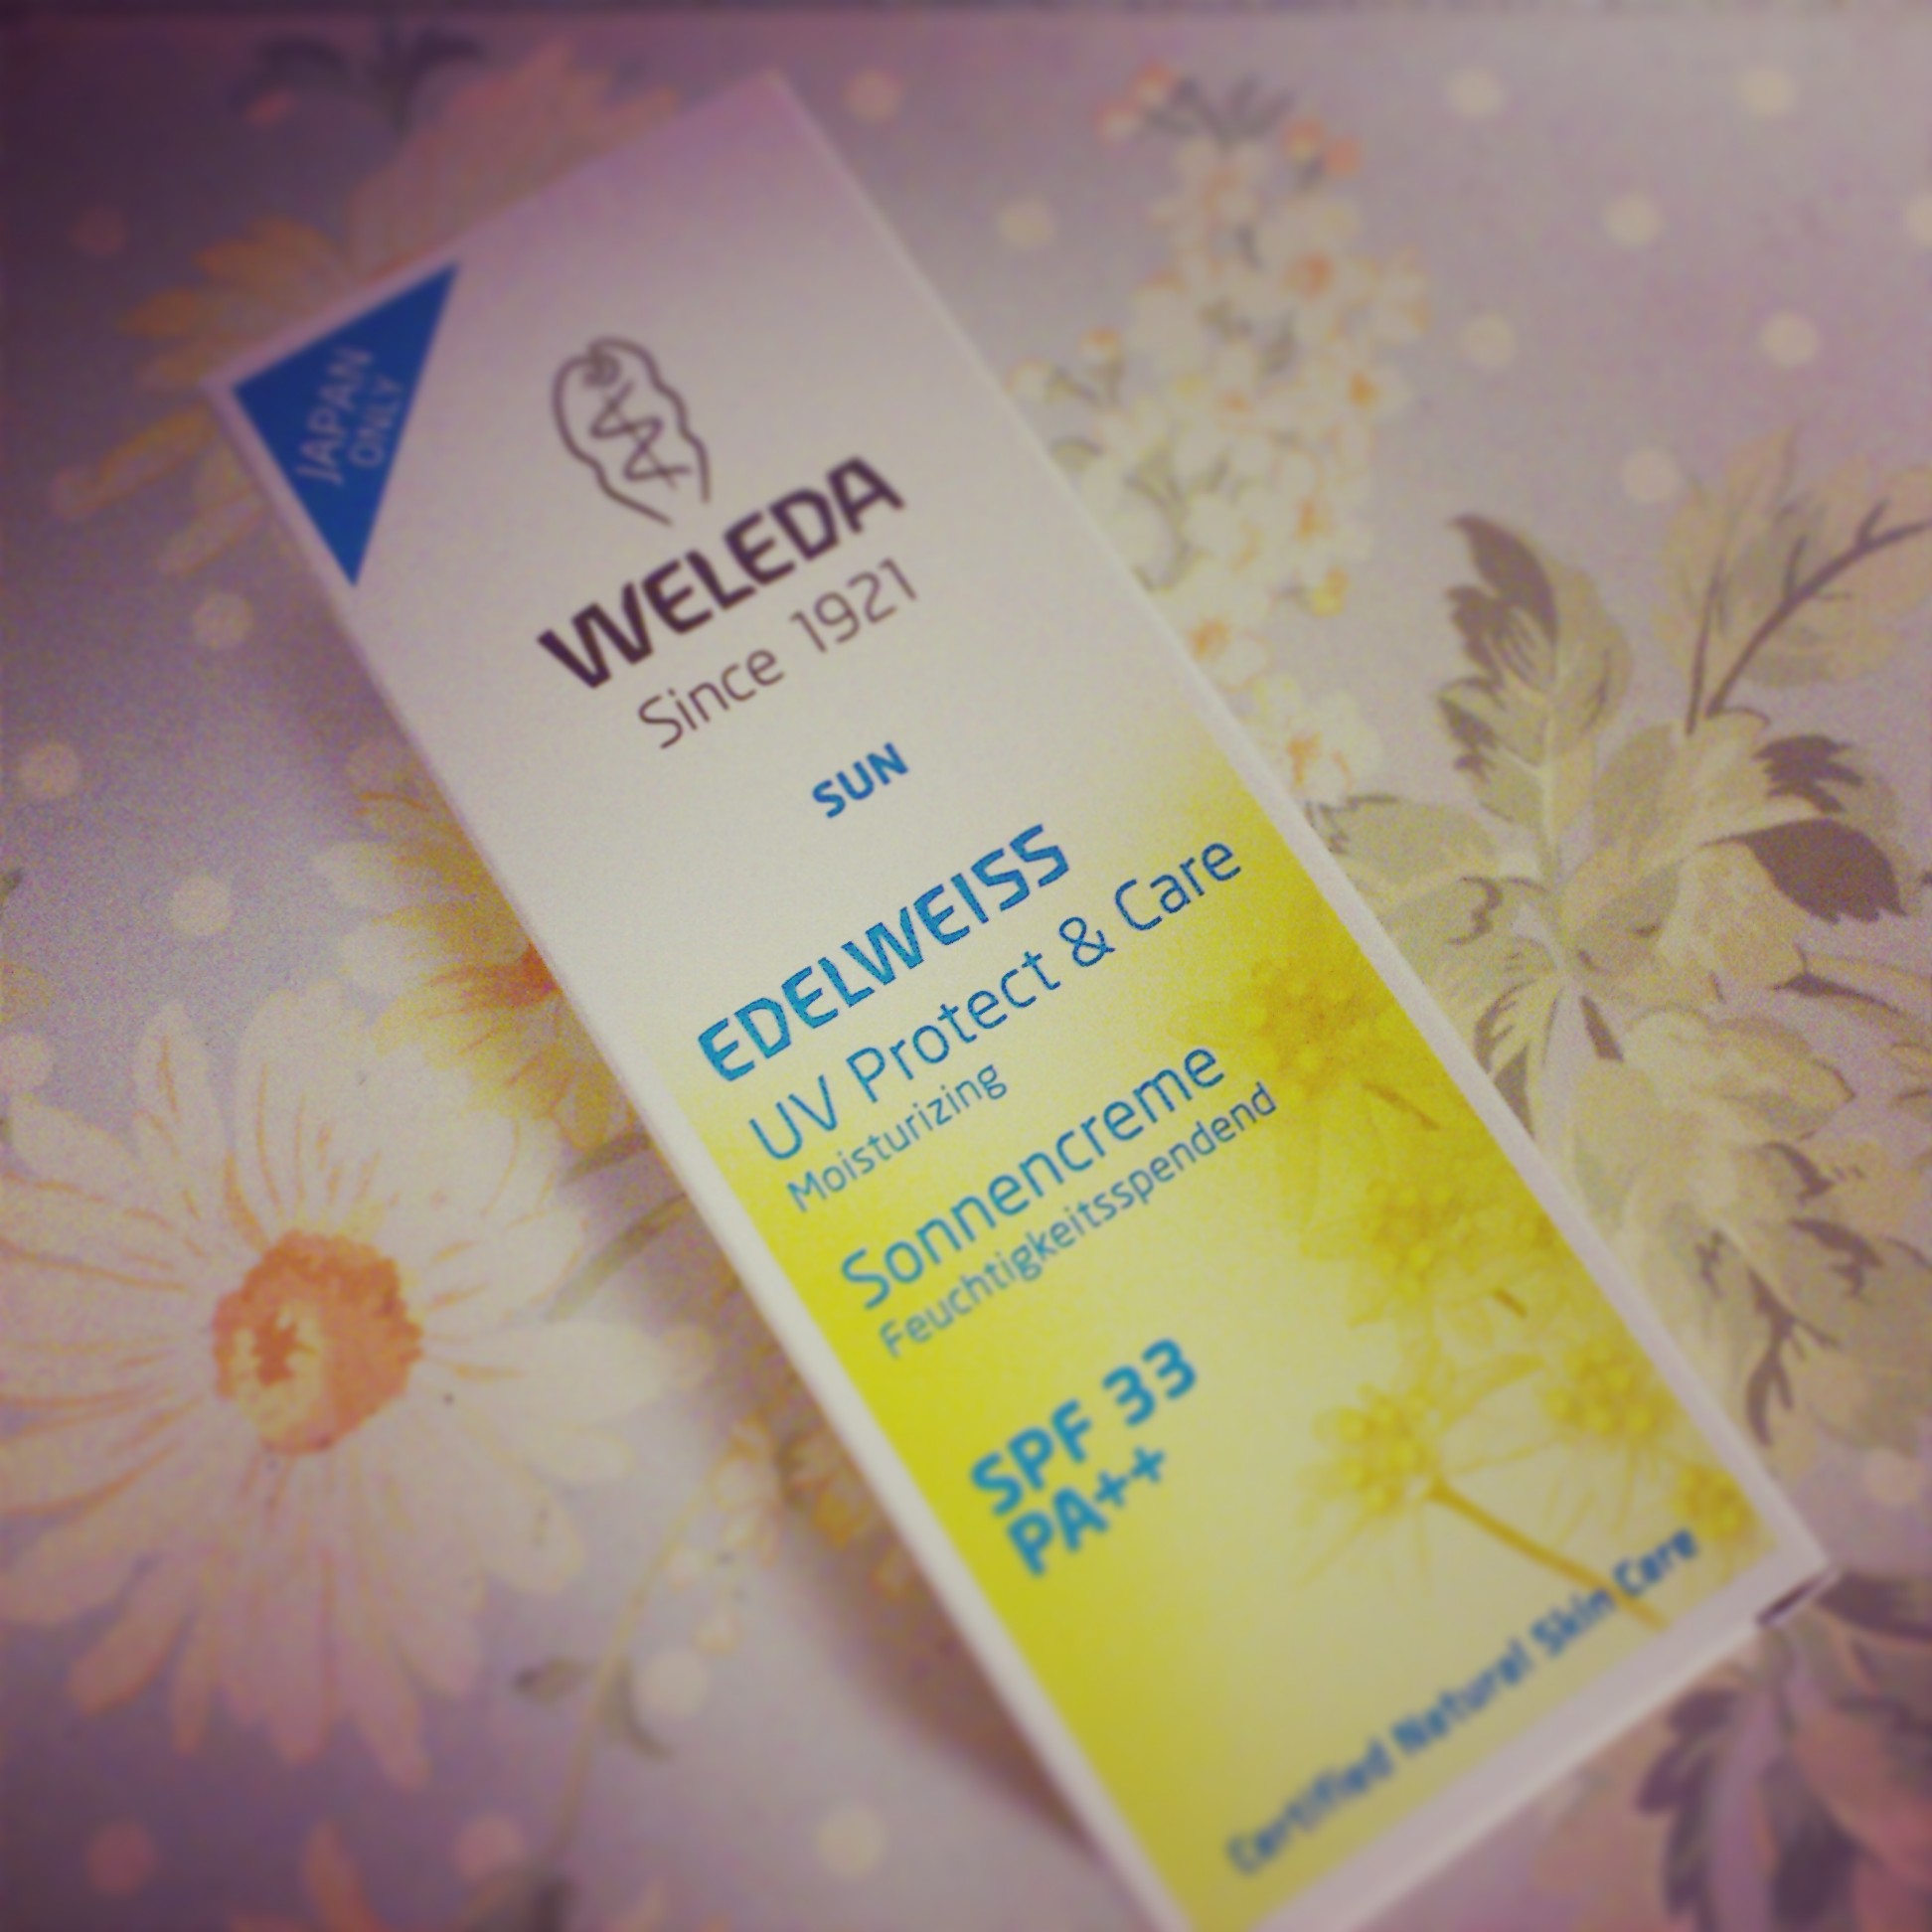 JAPAN
ONLY
WELEDA
Since 1921
SUN
EDELWEISS
UV Protect & Care
Moisturizing
Sonnencreme
Feuchtigkeitsspendend
SPF 33
PA++
Certified Natural Skin Care